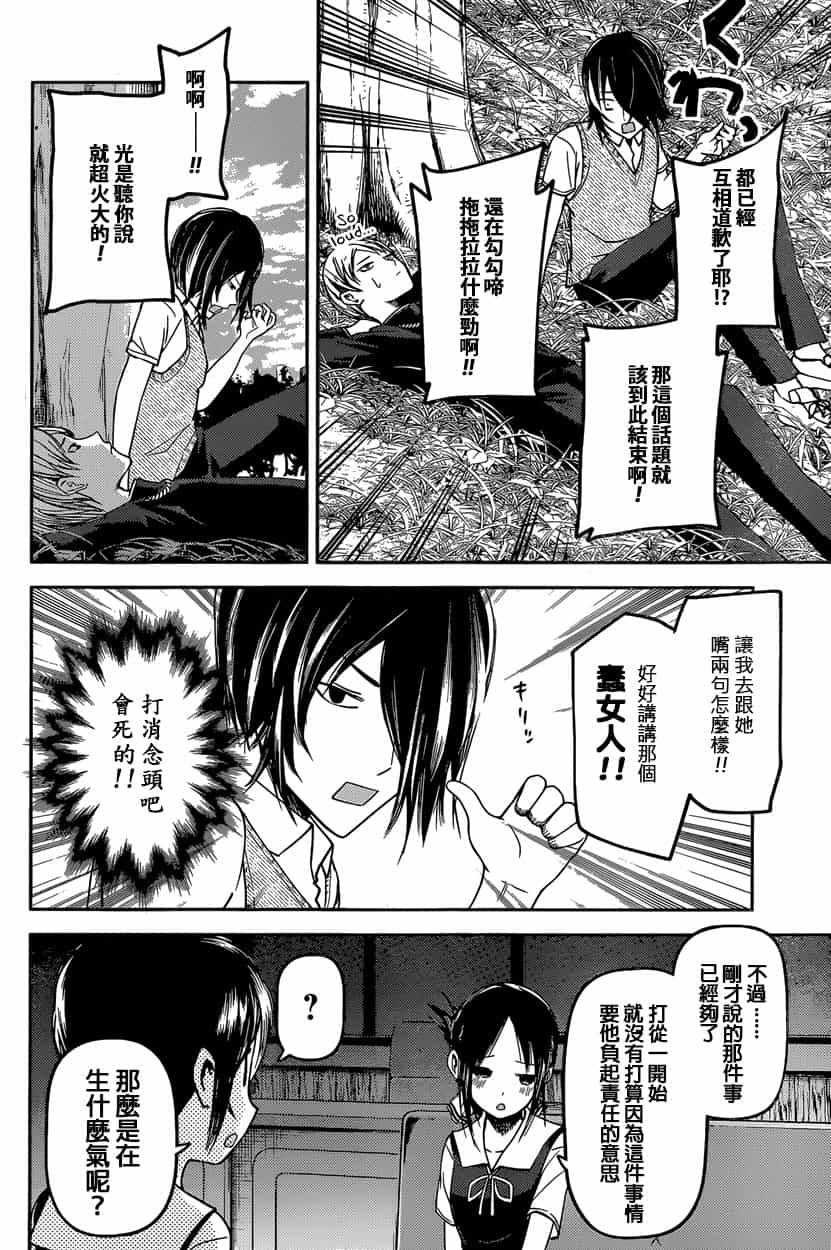 くわっ
都已經
互相道歉了耶!?
那這個話題就
該到此結束啊！
還在勾勾啼
拖拖拉拉什麼勁啊!!
So
loud...
啊啊——!!
光是聽你說
就超火大的！
讓我去跟她
嘴兩句怎麼樣!!
好好講講那個
蠢女人!!
キリッ
打消念頭吧
會死的!!
不過……
剛才說的那件事
已經夠了
打從一開始
就沒有打算因為這件事情
要他負起責任的意思
？
那麼是在
生什麼氣呢？